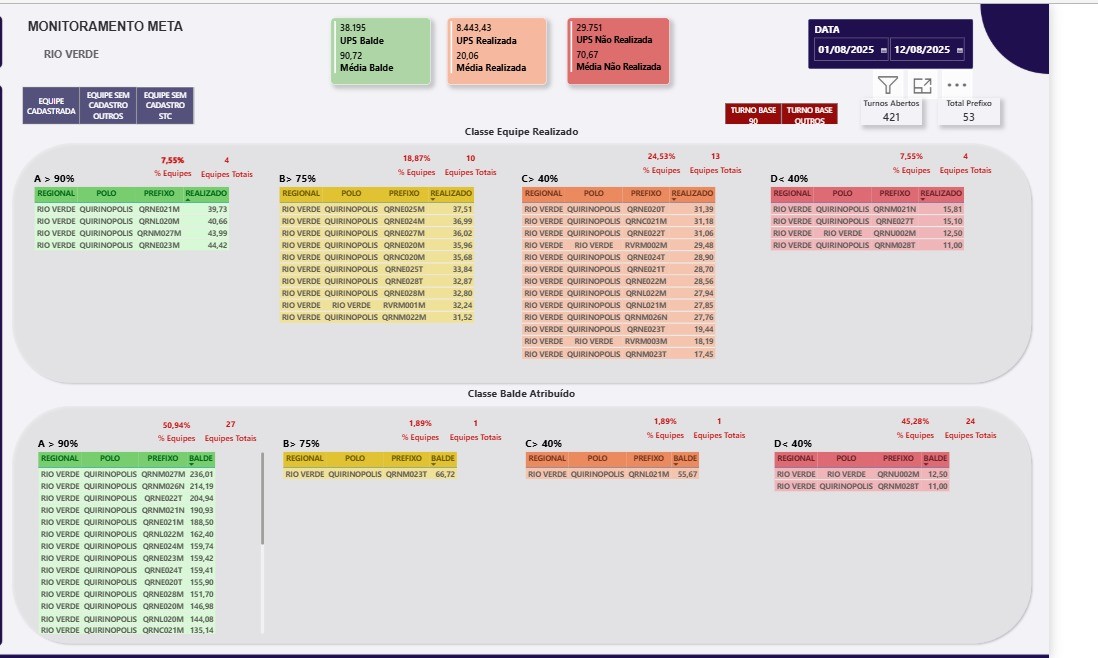 MONITORAMENTO META
RIO VERDE
38.195
UPS Balde
90,72
Média Balde
8.443,43
UPS Realizada
20,06
Média Realizada
29.751
UPS Não Realizada
70,67
Média Não Realizada
DATA
01/08/2025 12/08/2025
EQUIPE CADASTRADA
EQUIPE SEM CADASTRO OUTROS
EQUIPE SEM CADASTRO STC
TURNO BASE 90
TURNO BASE OUTROS
Turnos Abertos
421
Total Prefixo
53
Classe Equipe Realizado
7,55% 4
% Equipes Equipes Totais
A > 90%
REGIONAL POLO PREFIXO REALIZADO
RIO VERDE QUIRINOPOLIS QRNE021M 39,73
RIO VERDE QUIRINOPOLIS QRNL020M 40,66
RIO VERDE QUIRINOPOLIS QRNM027M 43,99
RIO VERDE QUIRINOPOLIS QRNE023M 44,42
18,87% 10
% Equipes Equipes Totais
B> 75%
REGIONAL POLO PREFIXO REALIZADO
RIO VERDE QUIRINOPOLIS QRNE025M 37,51
RIO VERDE QUIRINOPOLIS QRNE024M 36,99
RIO VERDE QUIRINOPOLIS QRNE027M 36,02
RIO VERDE QUIRINOPOLIS QRNE020M 35,96
RIO VERDE QUIRINOPOLIS QRNC020M 35,68
RIO VERDE QUIRINOPOLIS QRNE025T 33,84
RIO VERDE QUIRINOPOLIS QRNE028T 32,87
RIO VERDE QUIRINOPOLIS QRNE028M 32,80
RIO VERDE RIO VERDE RVRM001M 32,24
RIO VERDE QUIRINOPOLIS QRNM022M 31,52
24,53% 13
% Equipes Equipes Totais
C> 40%
REGIONAL POLO PREFIXO REALIZADO
RIO VERDE QUIRINOPOLIS QRNE020T 31,39
RIO VERDE QUIRINOPOLIS QRNC021M 31,18
RIO VERDE QUIRINOPOLIS QRNE022T 31,06
RIO VERDE RIO VERDE RVRM002M 29,48
RIO VERDE QUIRINOPOLIS QRNE024T 28,90
RIO VERDE QUIRINOPOLIS QRNE021T 28,70
RIO VERDE QUIRINOPOLIS QRNE022M 28,56
RIO VERDE QUIRINOPOLIS QRNL022M 27,94
RIO VERDE QUIRINOPOLIS QRNL021M 27,85
RIO VERDE QUIRINOPOLIS QRNM026N 27,76
RIO VERDE QUIRINOPOLIS QRNE023T 19,44
RIO VERDE RIO VERDE RVRM003M 18,19
RIO VERDE QUIRINOPOLIS QRNM023T 17,45
7,55% 4
% Equipes Equipes Totais
D< 40%
REGIONAL POLO PREFIXO REALIZADO
RIO VERDE QUIRINOPOLIS QRNM021N 15,81
RIO VERDE QUIRINOPOLIS QRNE027T 15,10
RIO VERDE RIO VERDE QRNU002M 12,50
RIO VERDE QUIRINOPOLIS QRNM028T 11,00
Classe Balde Atribuído
50,94% 27
% Equipes Equipes Totais
A > 90%
REGIONAL POLO PREFIXO BALDE
RIO VERDE QUIRINOPOLIS QRNM027M 236,01
RIO VERDE QUIRINOPOLIS QRNM026N 214,19
RIO VERDE QUIRINOPOLIS QRNE022T 204,94
RIO VERDE QUIRINOPOLIS QRNM021N 190,93
RIO VERDE QUIRINOPOLIS QRNE021M 188,50
RIO VERDE QUIRINOPOLIS QRNL022M 162,40
RIO VERDE QUIRINOPOLIS QRNE024M 159,74
RIO VERDE QUIRINOPOLIS QRNE023M 159,42
RIO VERDE QUIRINOPOLIS QRNE024T 159,41
RIO VERDE QUIRINOPOLIS QRNE020T 155,90
RIO VERDE QUIRINOPOLIS QRNE028M 151,70
RIO VERDE QUIRINOPOLIS QRNE020M 146,98
RIO VERDE QUIRINOPOLIS QRNL020M 144,08
RIO VERDE QUIRINOPOLIS QRNC021M 135,14
1,89% 1
% Equipes Equipes Totais
B> 75%
REGIONAL POLO PREFIXO BALDE
RIO VERDE QUIRINOPOLIS QRNM023T 66,72
1,89% 1
% Equipes Equipes Totais
C> 40%
REGIONAL POLO PREFIXO BALDE
RIO VERDE QUIRINOPOLIS QRNL021M 55,67
45,28% 24
% Equipes Equipes Totais
D< 40%
REGIONAL POLO PREFIXO BALDE
RIO VERDE RIO VERDE QRNU002M 12,50
RIO VERDE QUIRINOPOLIS QRNM028T 11,00